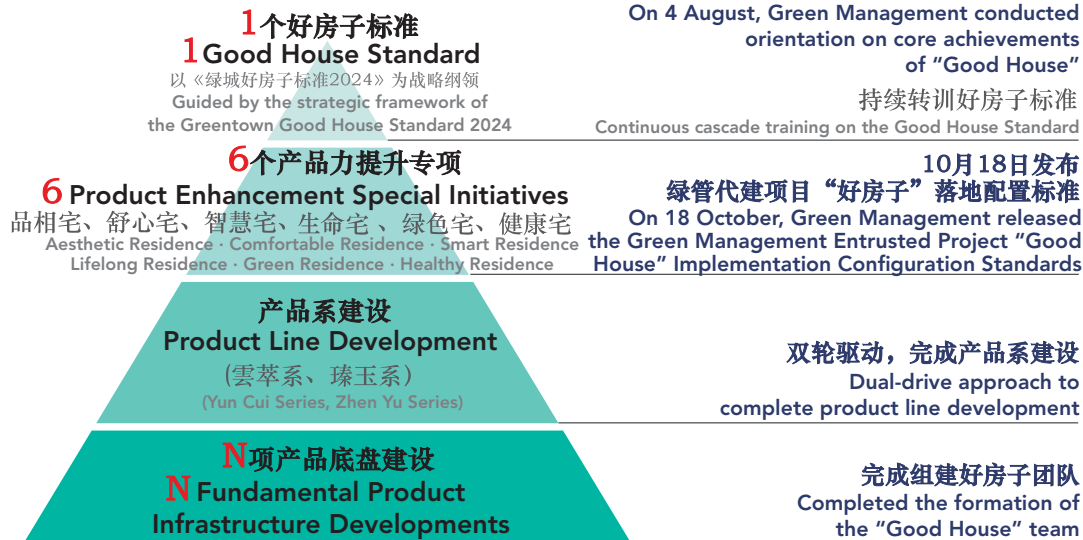 1个好房子标准
1 Good House Standard
以《绿城好房子标准2024》为战略纲领
Guided by the strategic framework of
the Greentown Good House Standard 2024
On 4 August, Green Management conducted
orientation on core achievements
of “Good House”
持续转训好房子标准
Continuous cascade training on the Good House Standard
6个产品力提升专项
6 Product Enhancement Special Initiatives
品相宅、舒心宅、智慧宅、生命宅、绿色宅、健康宅
Aesthetic Residence · Comfortable Residence · Smart Residence
Lifelong Residence · Green Residence · Healthy Residence
10月18日发布
绿管代建项目“好房子”落地配置标准
On 18 October, Green Management released
the Green Management Entrusted Project “Good
House” Implementation Configuration Standards
产品系建设
Product Line Development
(雲萃系、瑧玉系)
(Yun Cui Series, Zhen Yu Series)
双轮驱动，完成产品系建设
Dual-drive approach to
complete product line development
N项产品底盘建设
N Fundamental Product
Infrastructure Developments
完成组建好房子团队
Completed the formation of
the “Good House” team